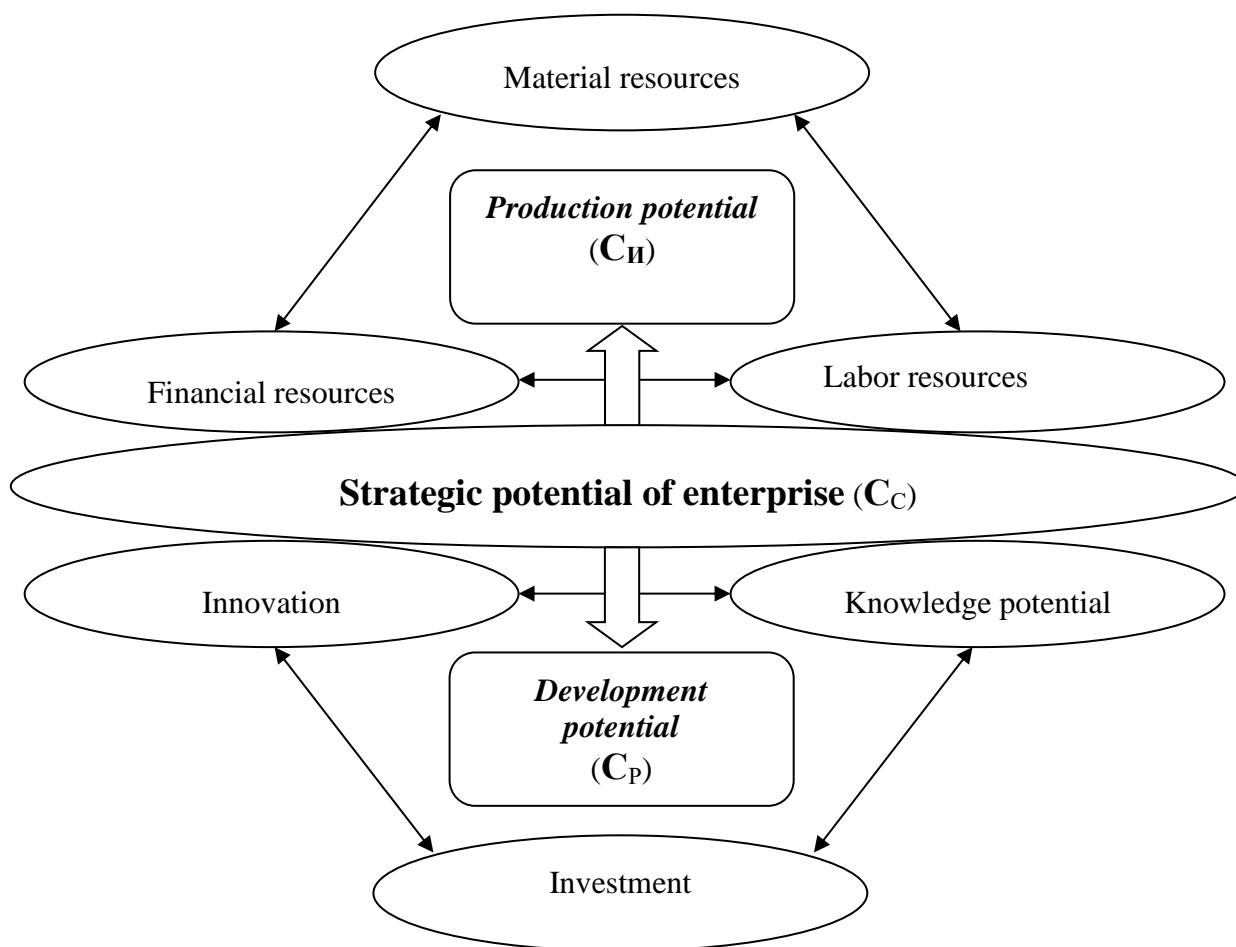 Material resources
Production potential
(CИ)
Financial resources
Labor resources
Strategic potential of enterprise (CC)
Innovation
Knowledge potential
Development
potential
(CP)
Investment